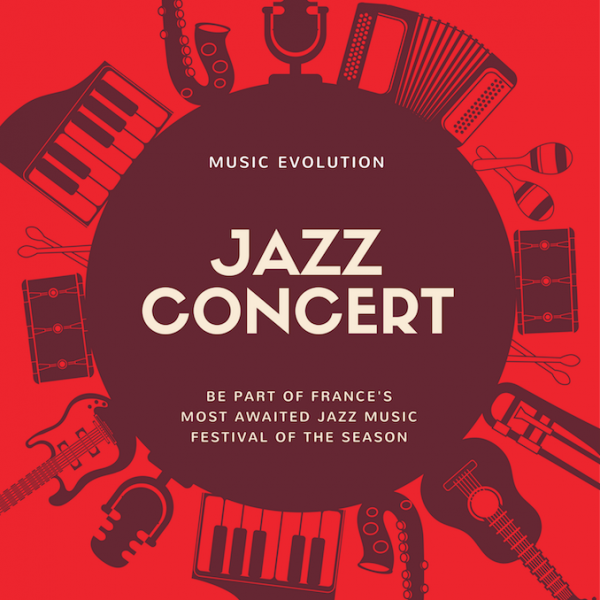 MUSIC EVOLUTION
JAZZ
CONCERT
BE PART OF FRANCE'S
MOST AWAITED JAZZ MUSIC
FESTIVAL OF THE SEASON